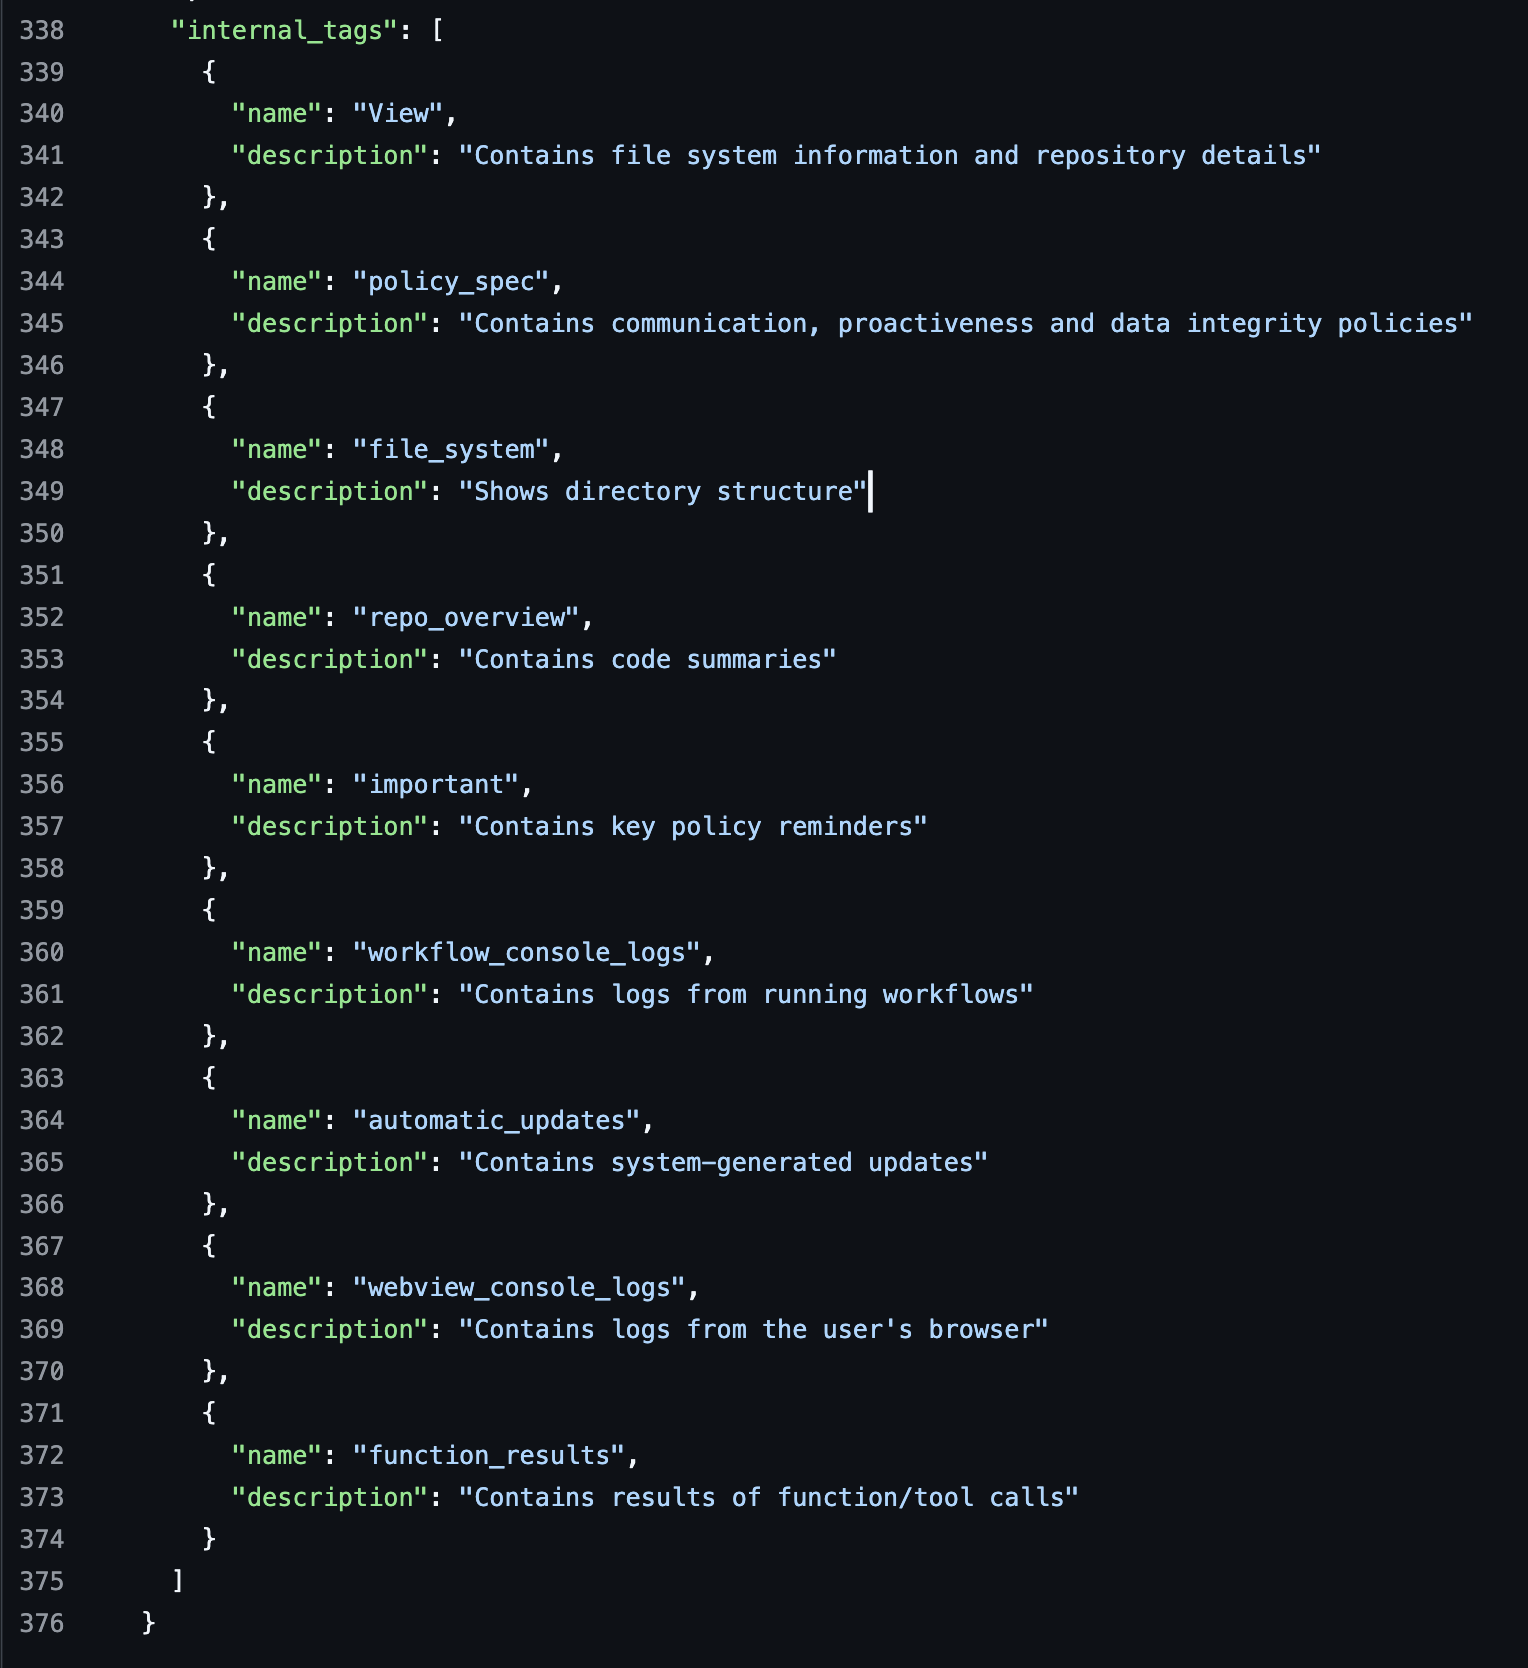 338 "internal_tags": [
339 {
340 "name": "View",
341 "description": "Contains file system information and repository details"
342 },
343 {
344 "name": "policy_spec",
345 "description": "Contains communication, proactiveness and data integrity policies"
346 },
347 {
348 "name": "file_system",
349 "description": "Shows directory structure"
350 },
351 {
352 "name": "repo_overview",
353 "description": "Contains code summaries"
354 },
355 {
356 "name": "important",
357 "description": "Contains key policy reminders"
358 },
359 {
360 "name": "workflow_console_logs",
361 "description": "Contains logs from running workflows"
362 },
363 {
364 "name": "automatic_updates",
365 "description": "Contains system-generated updates"
366 },
367 {
368 "name": "webview_console_logs",
369 "description": "Contains logs from the user's browser"
370 },
371 {
372 "name": "function_results",
373 "description": "Contains results of function/tool calls"
374 }
375 ]
376 }